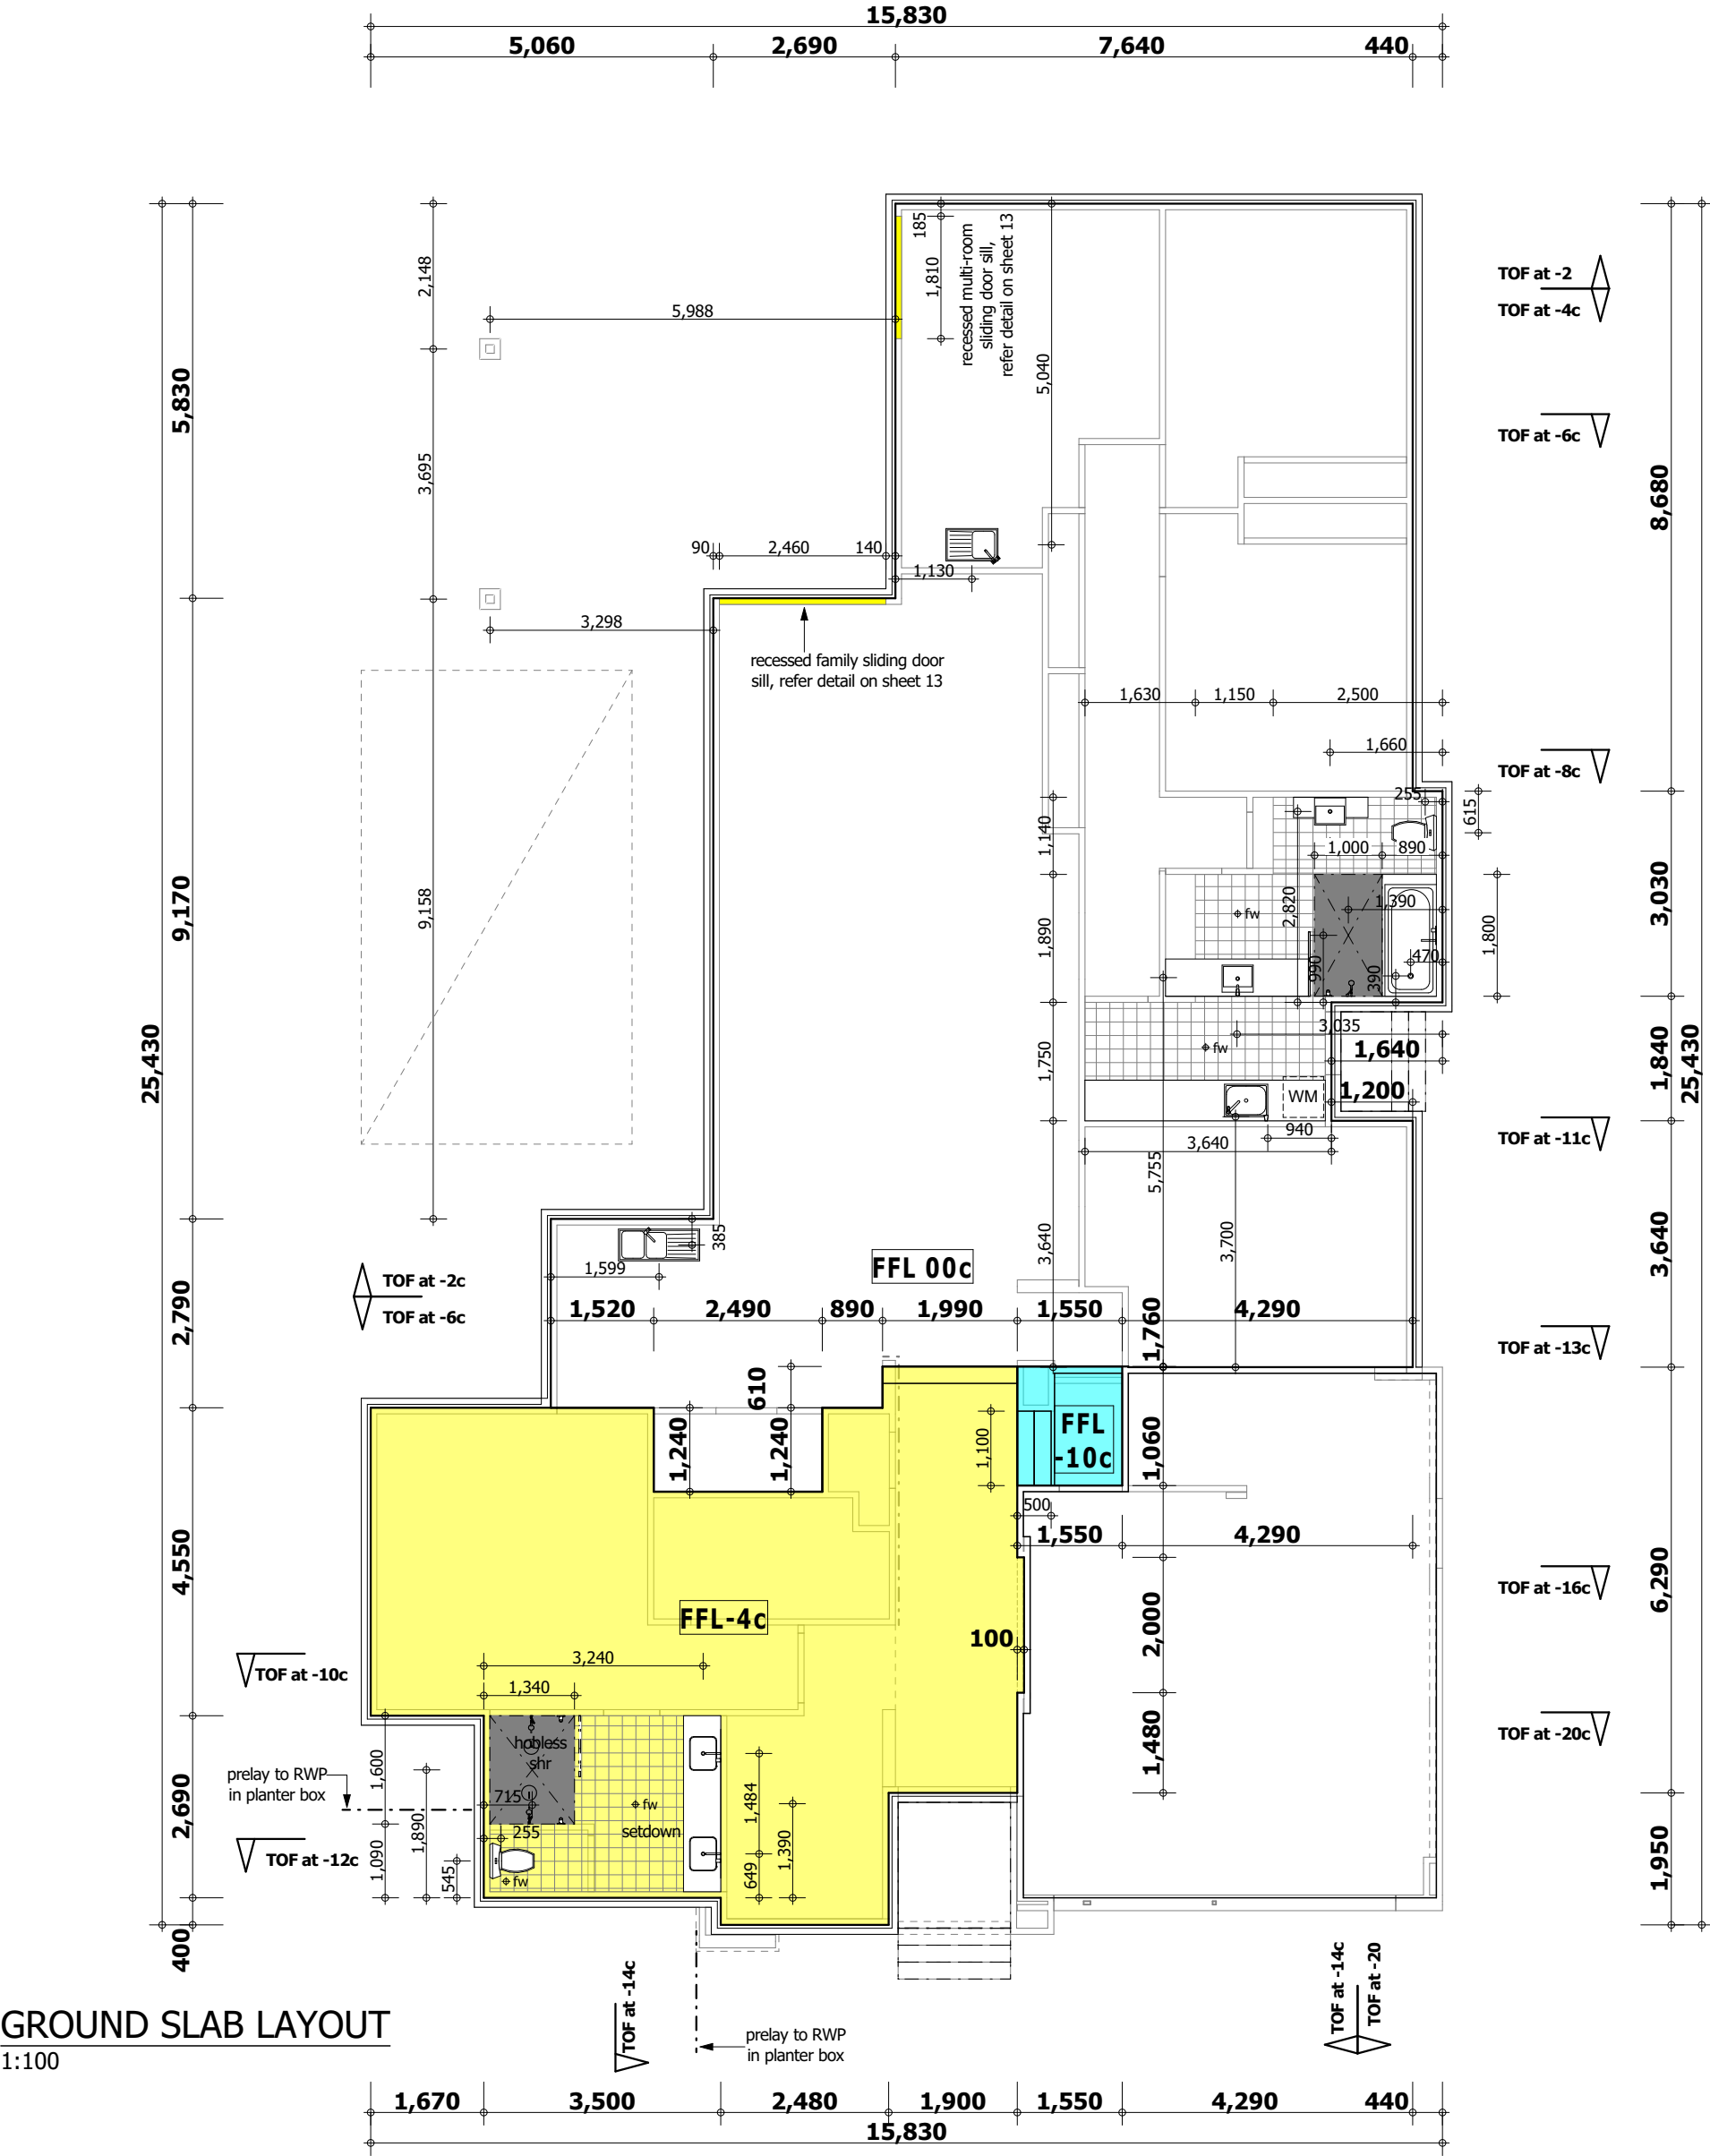 15,830
5,060 2,690 7,640 440
185
1,810
recessed multi-room
sliding door sill,
refer detail on sheet 13
2,148
5,988
5,040
TOF at -2
TOF at -4c
5,830
3,695
TOF at -6c
8,680
90 2,460 140
1,130
3,298
recessed family sliding door
sill, refer detail on sheet 13
1,630 1,150 2,500
1,660
TOF at -8c
255
615
1,140
1,000 890
9,170
9,158
2,820
fw
1,390
1,890
1,800
3,030
990
390
470
25,430
3,035
fw
1,750
1,640
1,840
25,430
WM
1,200
940
TOF at -11c
3,640
5,755
385
3,640
3,700
3,640
FFL 00c
1,599
TOF at -2c
TOF at -6c
2,790
1,520 2,490 890 1,990 1,550 4,290
1,760
TOF at -13c
610
1,240
1,240
1,100
FFL
-10c
1,060
500
1,550 4,290
4,550
TOF at -16c
6,290
FFL-4c
2,000
100
3,240
TOF at -10c
1,340
1,480
TOF at -20c
hobless
shr
1,600
prelay to RWP
in planter box
715
fw
1,484
1,890
2,690
setdown
255
1,390
TOF at -12c
1,090
545
fw
649
1,950
400
TOF at -14c
TOF at -14c
TOF at -20
GROUND SLAB LAYOUT
1:100
prelay to RWP
in planter box
1,670 3,500 2,480 1,900 1,550 4,290 440
15,830